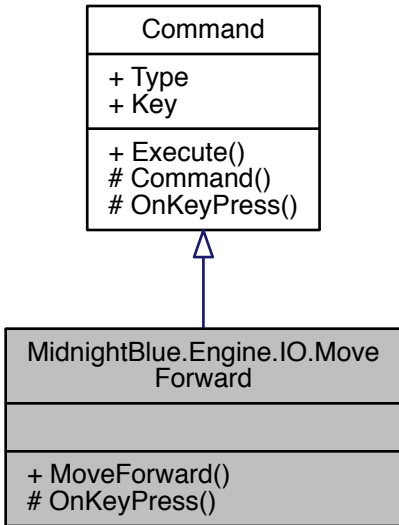 Command
+ Type
+ Key
+ Execute()
# Command()
# OnKeyPress()
MidnightBlue.Engine.IO.Move
Forward
+ MoveForward()
# OnKeyPress()